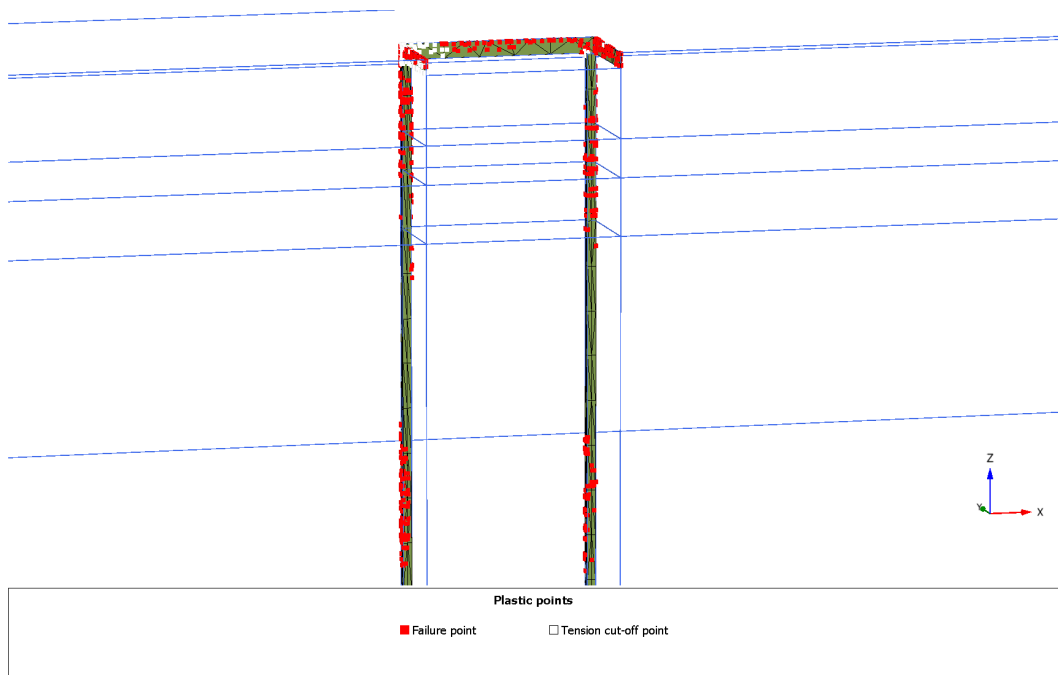 Z
Y
X
Plastic points
Failure point
Tension cut-off point